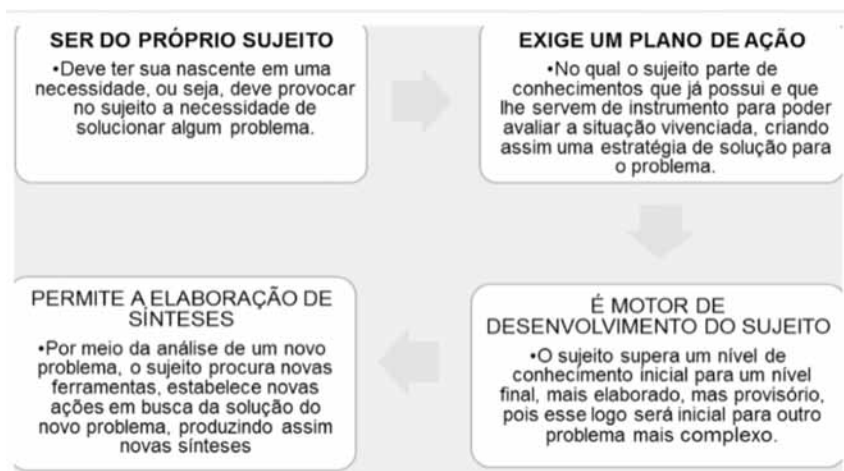 SER DO PRÓPRIO SUJEITO
•Deve ter sua nascente em uma
necessidade, ou seja, deve provocar
no sujeito a necessidade de
solucionar algum problema.
EXIGE UM PLANO DE AÇÃO
•No qual o sujeito parte de
conhecimentos que já possui e que
lhe servem de instrumento para poder
avaliar a situação vivenciada, criando
assim uma estratégia de solução para
o problema.
É MOTOR DE
DESENVOLVIMENTO DO SUJEITO
•O sujeito supera um nível de
conhecimento inicial para um nível
final, mais elaborado, mas provisório,
pois esse logo será inicial para outro
problema mais complexo.
PERMITE A ELABORAÇÃO DE
SÍNTESES
•Por meio da análise de um novo
problema, o sujeito procura novas
ferramentas, estabelece novas
ações em busca da solução do
novo problema, produzindo assim
novas sínteses